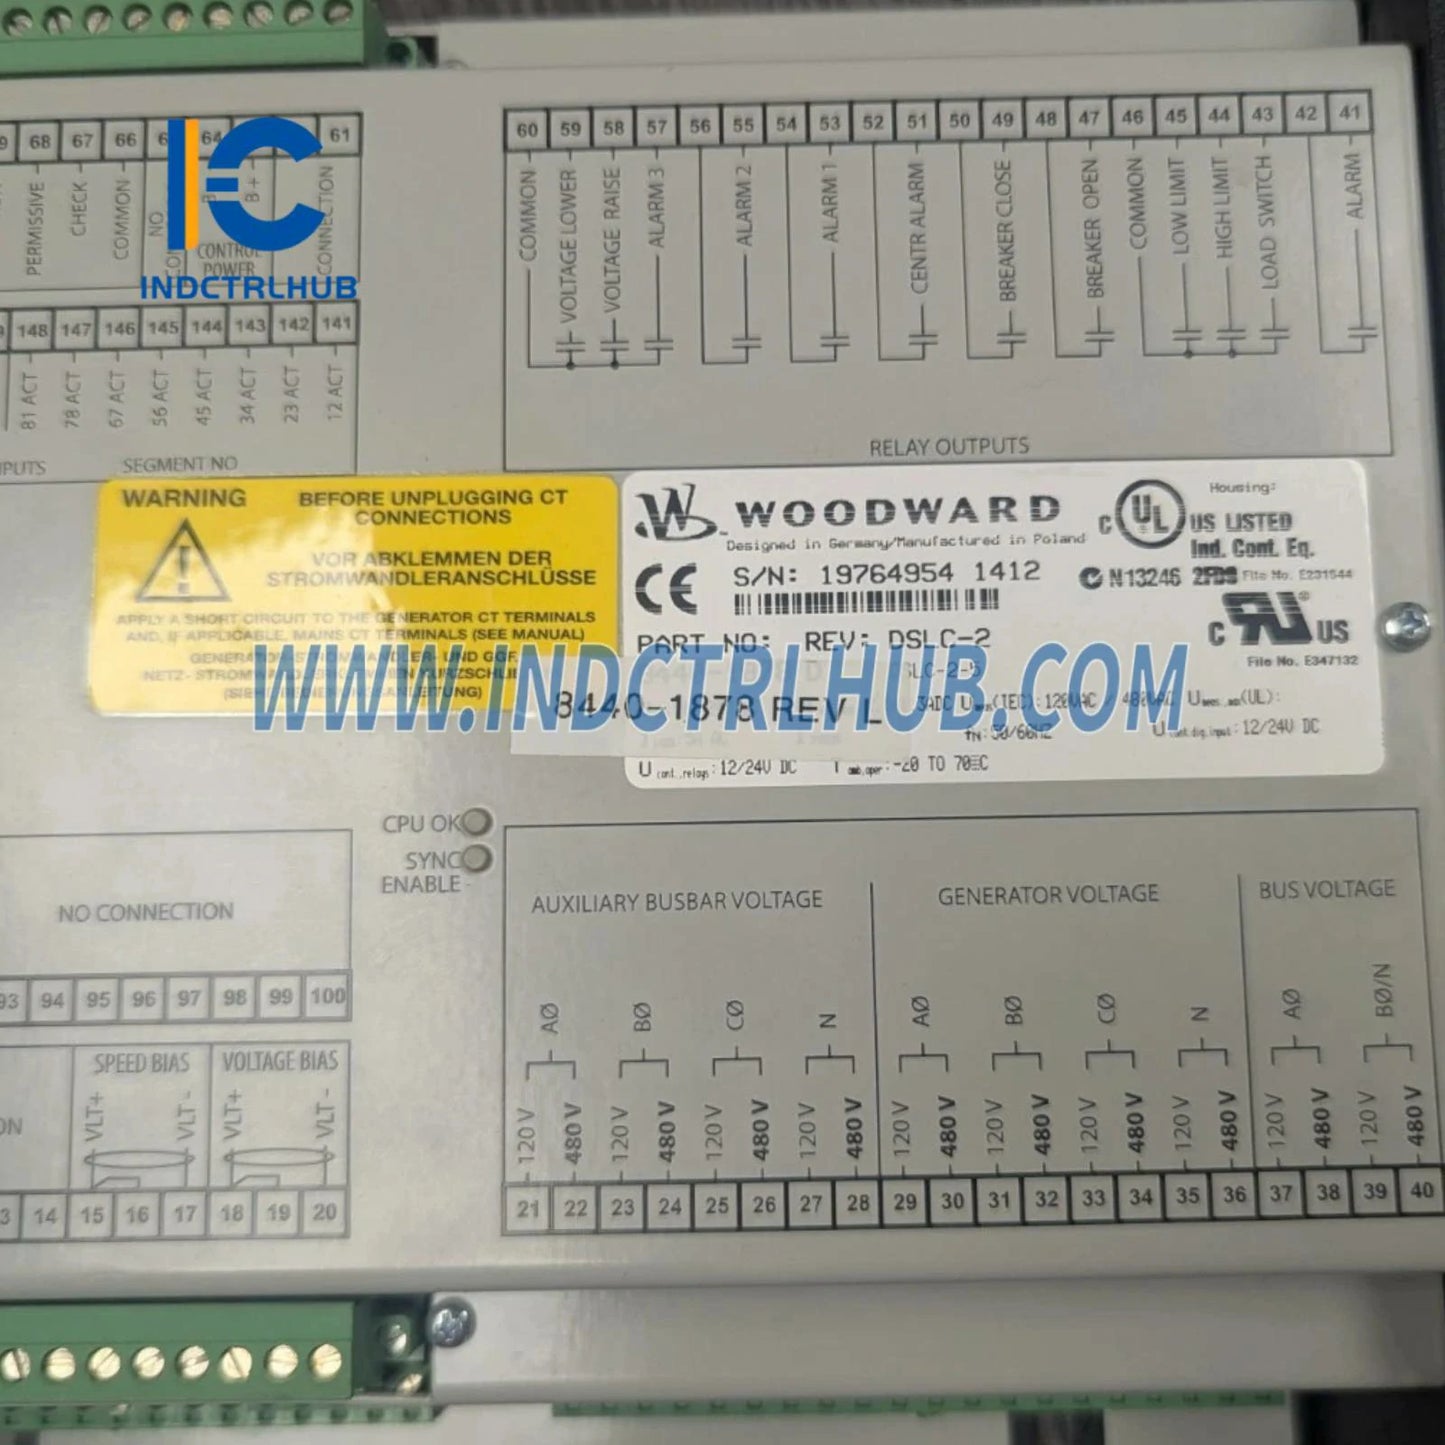 68 67 66 61
PERMISSIVE
CHECK
COMMON
NO
B+
CONNECTION
CONTROL
POWER
INDCTRLHUB
148 147 146 145 144 143 142 141
81 ACT
78 ACT
67 ACT
56 ACT
45 ACT
34 ACT
23 ACT
12 ACT
SEGMENT NO
60 59 58 57 56 55 54 53 52 51 50 49 48 47 46 45 44 43 42 41
COMMON
VOLTAGE LOWER
VOLTAGE RAISE
ALARM 3
ALARM 2
ALARM 1
CENTR ALARM
BREAKER CLOSE
BREAKER OPEN
COMMON
LOW LIMIT
HIGH LIMIT
LOAD SWITCH
ALARM
RELAY OUTPUTS
WARNING
BEFORE UNPLUGGING CT
CONNECTIONS
VOR ABKLEMMEN DER
STROMWANDLERANSCHLÜSSE
APPLY A SHORT CIRCUIT TO THE GENERATOR CT TERMINALS
AND, IF APPLICABLE, MAINS CT TERMINALS (SEE MANUAL)
WOODWARD
Designed in Germany/Manufactured in Poland
CE
S/N: 19764954 1412
PART NO: REV: DSLC-2
8440-1878 REV L
Housing:
C UL US LISTED
Ind. Cont. Eq.
N13246 File No. E231544
C RU US
File No. E347132
WWW.INDCTRLHUB.COM
U cont.relays: 12/24V DC
-20 TO 70
12/24V DC
CPU OK
SYNC
ENABLE
NO CONNECTION
94 95 96 97 98 99 100
SPEED BIAS
VOLTAGE BIAS
VLT+
VLT-
VLT+
VLT-
14 15 16 17 18 19 20
AUXILIARY BUSBAR VOLTAGE
GENERATOR VOLTAGE
BUS VOLTAGE
AØ BØ CØ N AØ BØ CØ N AØ BØ/N
120 V 480 V 120 V 480 V 120 V 480 V 120 V 480 V 120 V 480 V 120 V 480 V 120 V 480 V 120 V 480 V 120 V 480 V 120 V 480 V
21 22 23 24 25 26 27 28 29 30 31 32 33 34 35 36 37 38 39 40